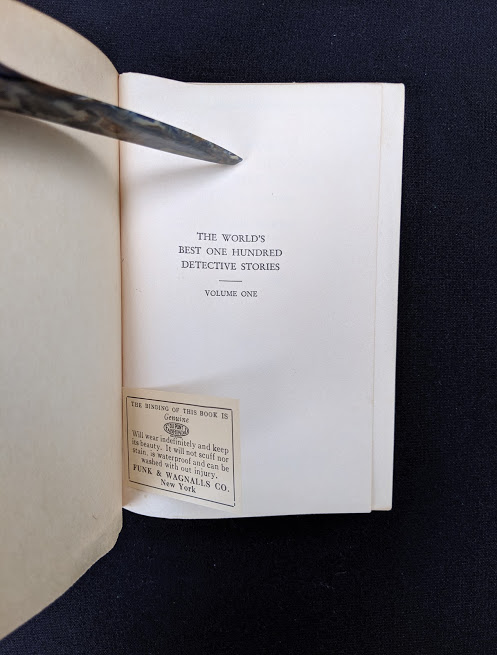 THE WORLD'S
BEST ONE HUNDRED
DETECTIVE STORIES
VOLUME ONE
THE BINDING OF THIS BOOK IS
Genuine
Will wear indefinitely and keep
its beauty. It will not scuff nor
stain, is waterproof and can be
washed with out injury.
FUNK & WAGNALLS CO.
New York